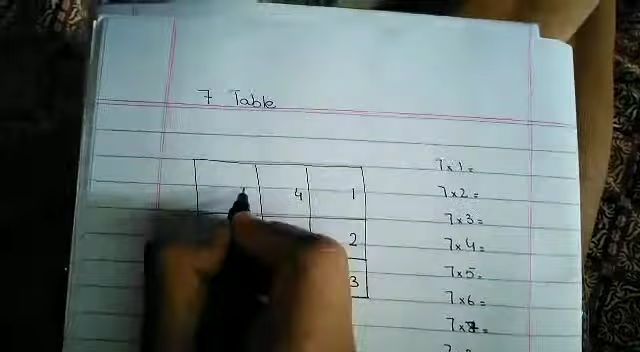 7 Table
4 1
2
3
7x1=
7x2=
7x3=
7x4=
7x5=
7x6=
7x7=